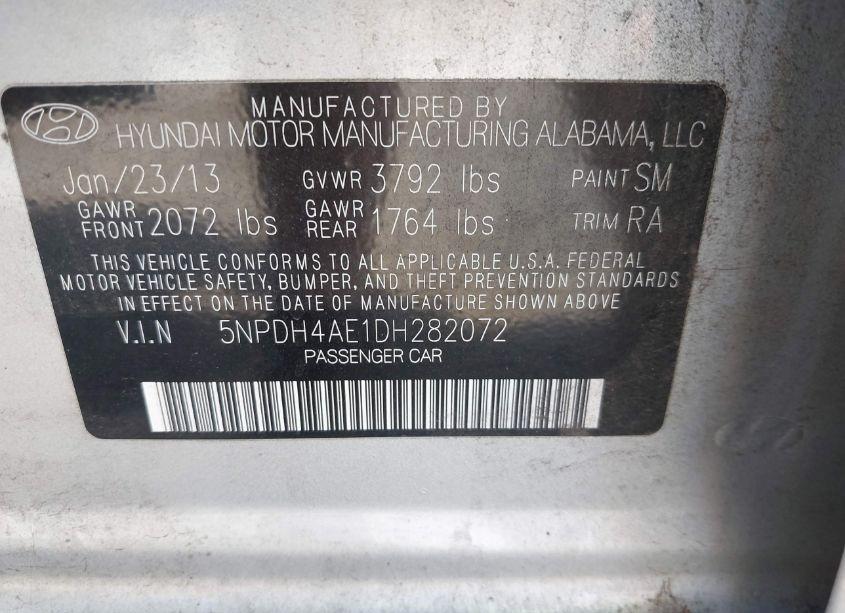 MANUFACTURED BY
HYUNDAI MOTOR MANUFACTURING ALABAMA, LLC
Jan/23/13 GVWR 3792 lbs PAINT SM
GAWR FRONT 2072 lbs GAWR REAR 1764 lbs TRIM RA
THIS VEHICLE CONFORMS TO ALL APPLICABLE U.S.A. FEDERAL
MOTOR VEHICLE SAFETY, BUMPER, AND THEFT PREVENTION STANDARDS
IN EFFECT ON THE DATE OF MANUFACTURE SHOWN ABOVE
V.I.N 5NPDH4AE1DH282072
PASSENGER CAR